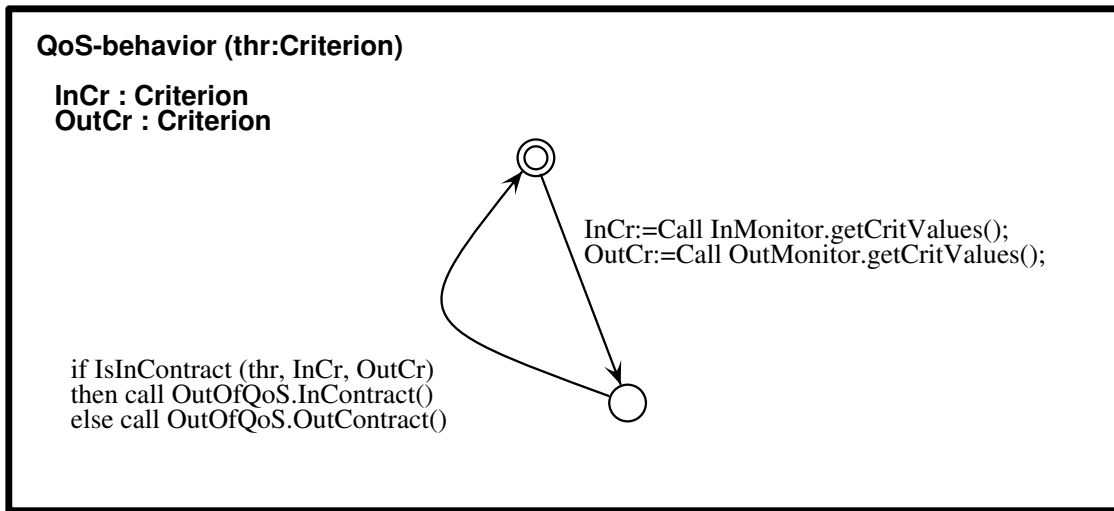 QoS-behavior (thr:Criterion)
InCr : Criterion
OutCr : Criterion
InCr:=Call InMonitor.getCritValues();
OutCr:=Call OutMonitor.getCritValues();
if IsInContract (thr, InCr, OutCr)
then call OutOfQoS.InContract()
else call OutOfQoS.OutContract()